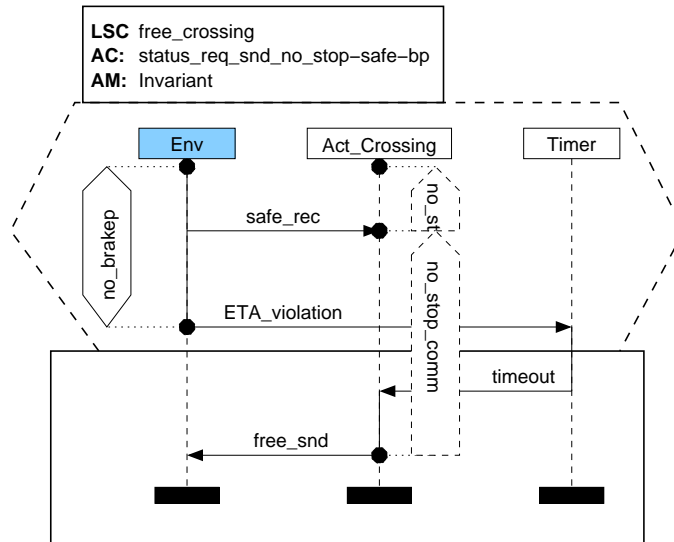 LSC free_crossing
AC: status_req_snd_no_stop−safe−bp
AM: Invariant
Env
Act_Crossing
Timer
no_brakep
no_st
safe_rec
no_stop_comm
ETA_violation
timeout
free_snd